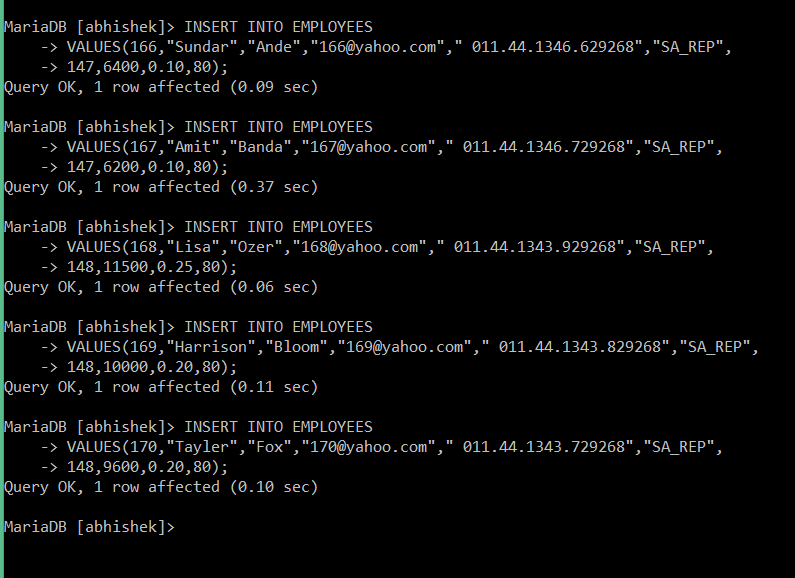 MariaDB [abhishek]> INSERT INTO EMPLOYEES
    -> VALUES(166,"Sundar","Ande","166@yahoo.com"," 011.44.1346.629268","SA_REP",
    -> 147,6400,0.10,80);
Query OK, 1 row affected (0.09 sec)

MariaDB [abhishek]> INSERT INTO EMPLOYEES
    -> VALUES(167,"Amit","Banda","167@yahoo.com"," 011.44.1346.729268","SA_REP",
    -> 147,6200,0.10,80);
Query OK, 1 row affected (0.37 sec)

MariaDB [abhishek]> INSERT INTO EMPLOYEES
    -> VALUES(168,"Lisa","Ozer","168@yahoo.com"," 011.44.1343.929268","SA_REP",
    -> 148,11500,0.25,80);
Query OK, 1 row affected (0.06 sec)

MariaDB [abhishek]> INSERT INTO EMPLOYEES
    -> VALUES(169,"Harrison","Bloom","169@yahoo.com"," 011.44.1343.829268","SA_REP",
    -> 148,10000,0.20,80);
Query OK, 1 row affected (0.11 sec)

MariaDB [abhishek]> INSERT INTO EMPLOYEES
    -> VALUES(170,"Tayler","Fox","170@yahoo.com"," 011.44.1343.729268","SA_REP",
    -> 148,9600,0.20,80);
Query OK, 1 row affected (0.10 sec)

MariaDB [abhishek]>